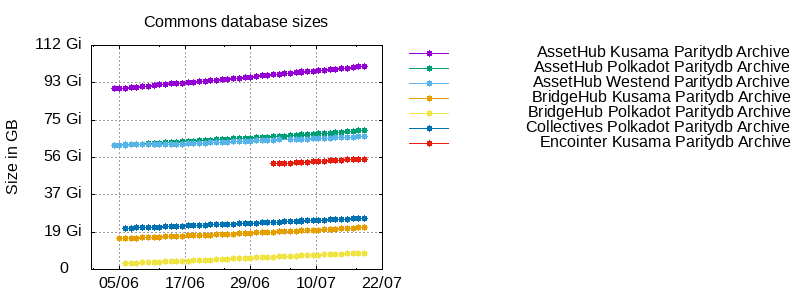 Commons database sizes
112 Gi
93 Gi
75 Gi
56 Gi
37 Gi
19 Gi
0
Size in GB
05/06 17/06 29/06 10/07 22/07
AssetHub Kusama Paritydb Archive
AssetHub Polkadot Paritydb Archive
AssetHub Westend Paritydb Archive
BridgeHub Kusama Paritydb Archive
BridgeHub Polkadot Paritydb Archive
Collectives Polkadot Paritydb Archive
Encointer Kusama Paritydb Archive